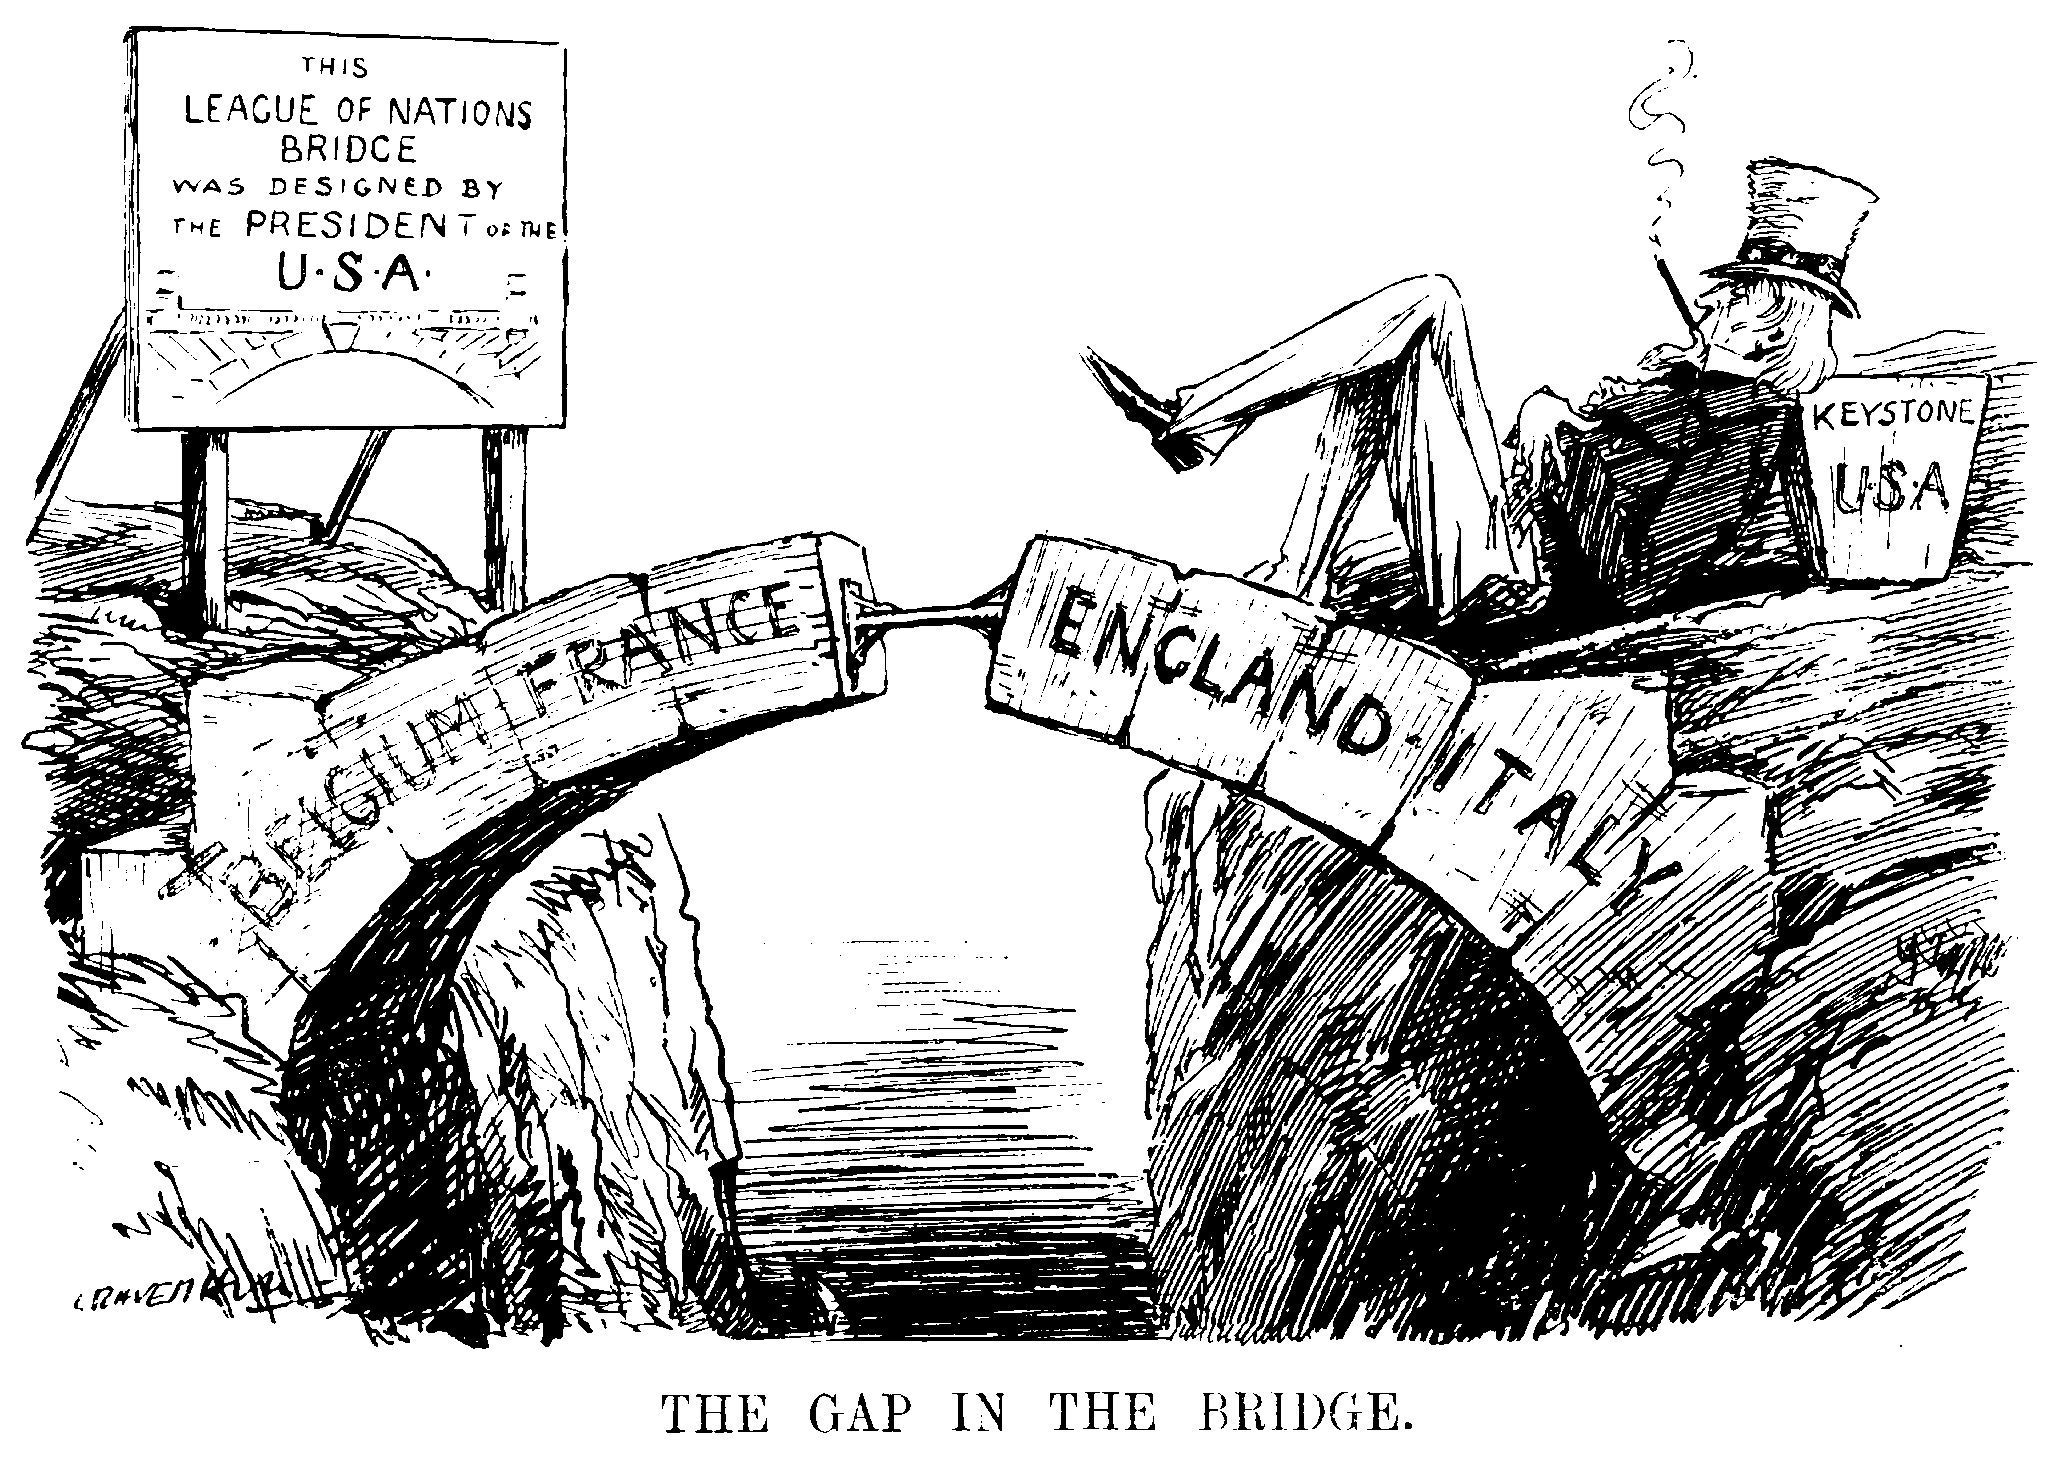 THIS
LEAGUE OF NATIONS
BRIDGE
WAS DESIGNED BY
THE PRESIDENT OF THE
U.S.A.
KEYSTONE
U.S.A
BELGIUM
FRANCE
ENGLAND
ITALY
THE GAP IN THE BRIDGE.